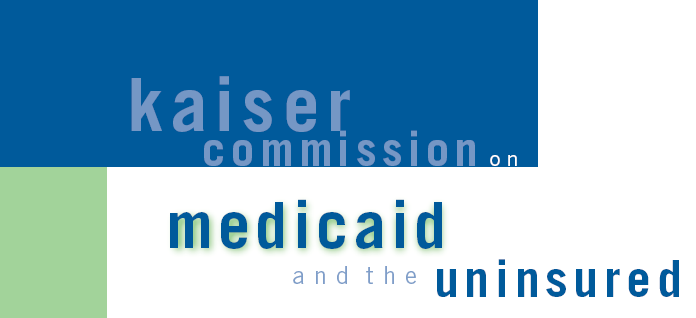 kaiser
commission on
medicaid
and the uninsured